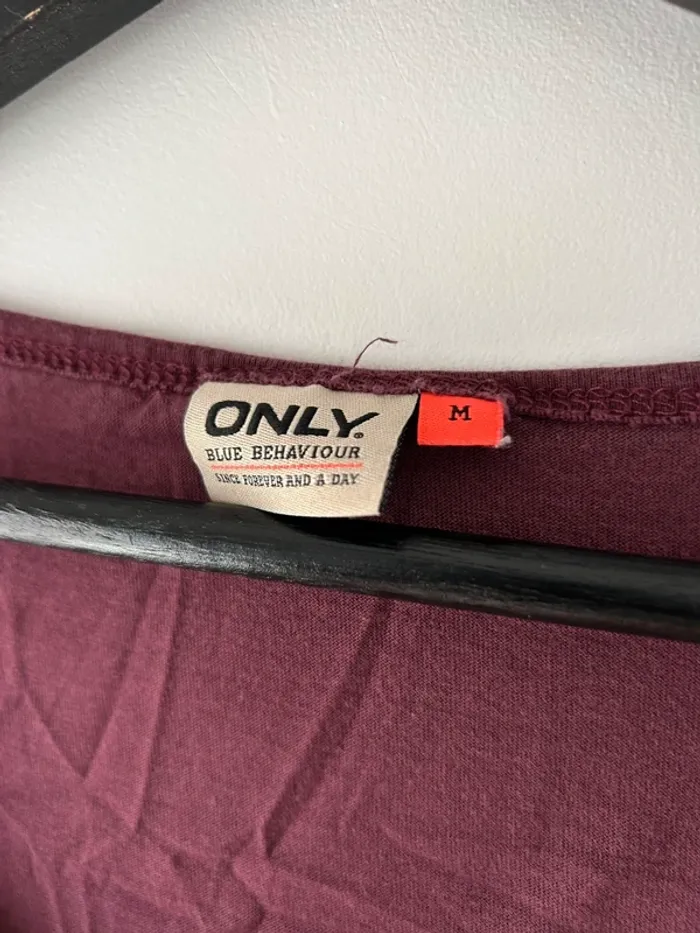 ONLY.
BLUE BEHAVIOUR
SINCE FOREVER AND A DAY
M